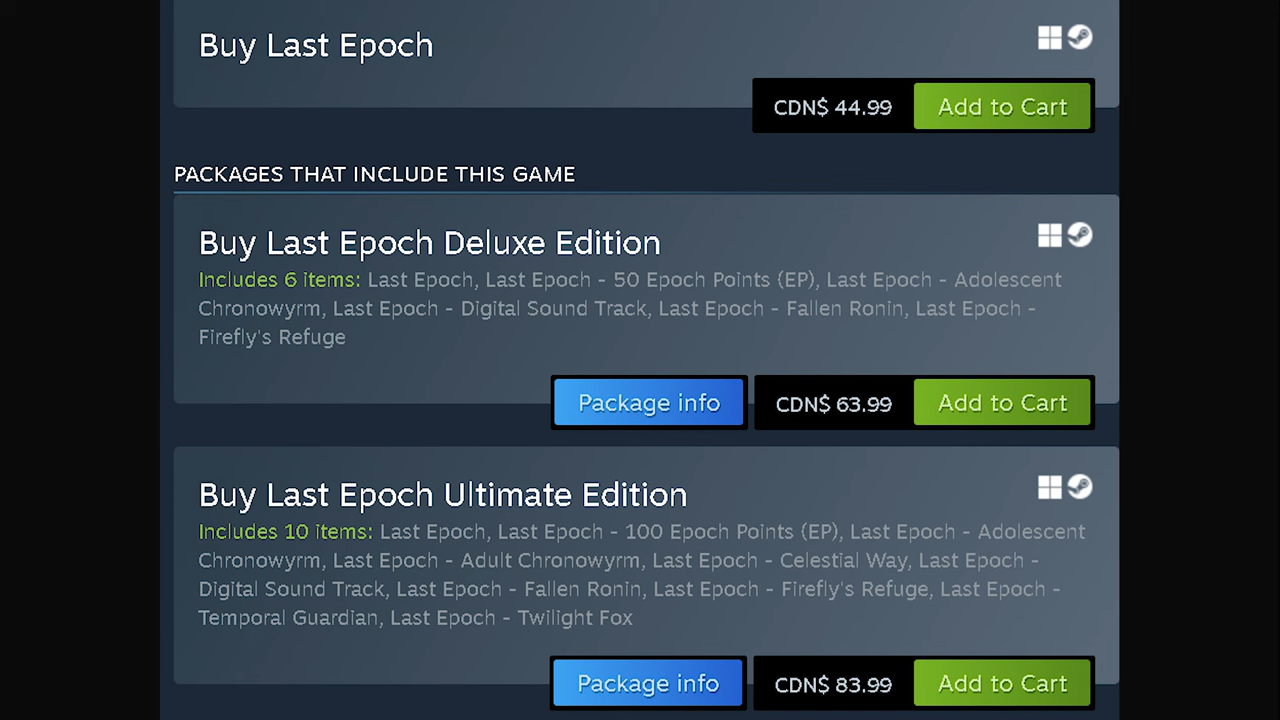 Buy Last Epoch
CDN$ 44.99
Add to Cart
PACKAGES THAT INCLUDE THIS GAME
Buy Last Epoch Deluxe Edition
Includes 6 items: Last Epoch, Last Epoch - 50 Epoch Points (EP), Last Epoch - Adolescent
Chronowyrm, Last Epoch - Digital Sound Track, Last Epoch - Fallen Ronin, Last Epoch -
Firefly's Refuge
Package info
CDN$ 63.99
Add to Cart
Buy Last Epoch Ultimate Edition
Includes 10 items: Last Epoch, Last Epoch - 100 Epoch Points (EP), Last Epoch - Adolescent
Chronowyrm, Last Epoch - Adult Chronowyrm, Last Epoch - Celestial Way, Last Epoch -
Digital Sound Track, Last Epoch - Fallen Ronin, Last Epoch - Firefly's Refuge, Last Epoch -
Temporal Guardian, Last Epoch - Twilight Fox
Package info
CDN$ 83.99
Add to Cart